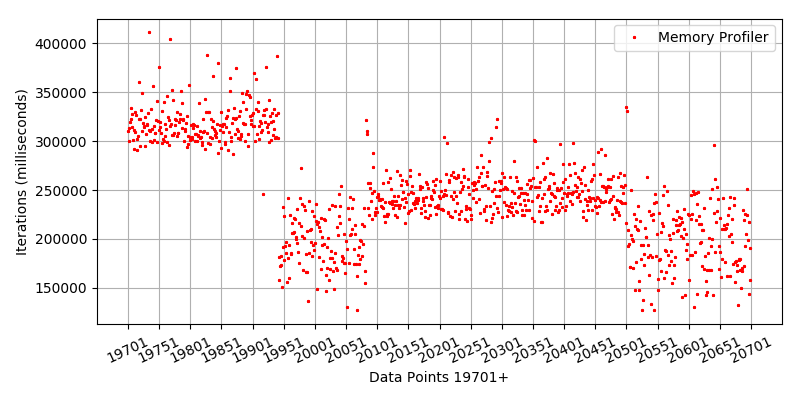 Memory Profiler
400000
350000
300000
250000
200000
150000
Iterations (milliseconds)
19701 19751 19801 19851 19901 19951 20001 20051 20101 20151 20201 20251 20301 20351 20401 20451 20501 20551 20601 20651 20701
Data Points 19701+